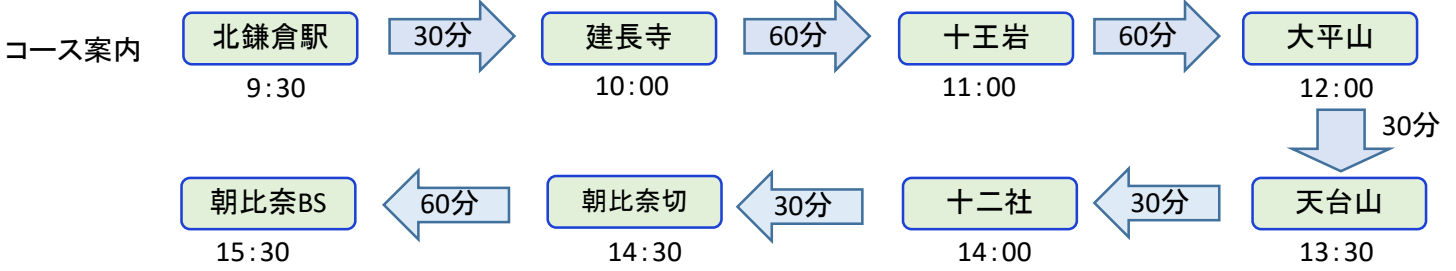 コース案内
北鎌倉駅 30分 建長寺 60分 十王岩 60分 大平山
9:30 10:00 11:00 12:00
30分
朝比奈BS 60分 朝比奈切 30分 十二社 30分 天台山
15:30 14:30 14:00 13:30